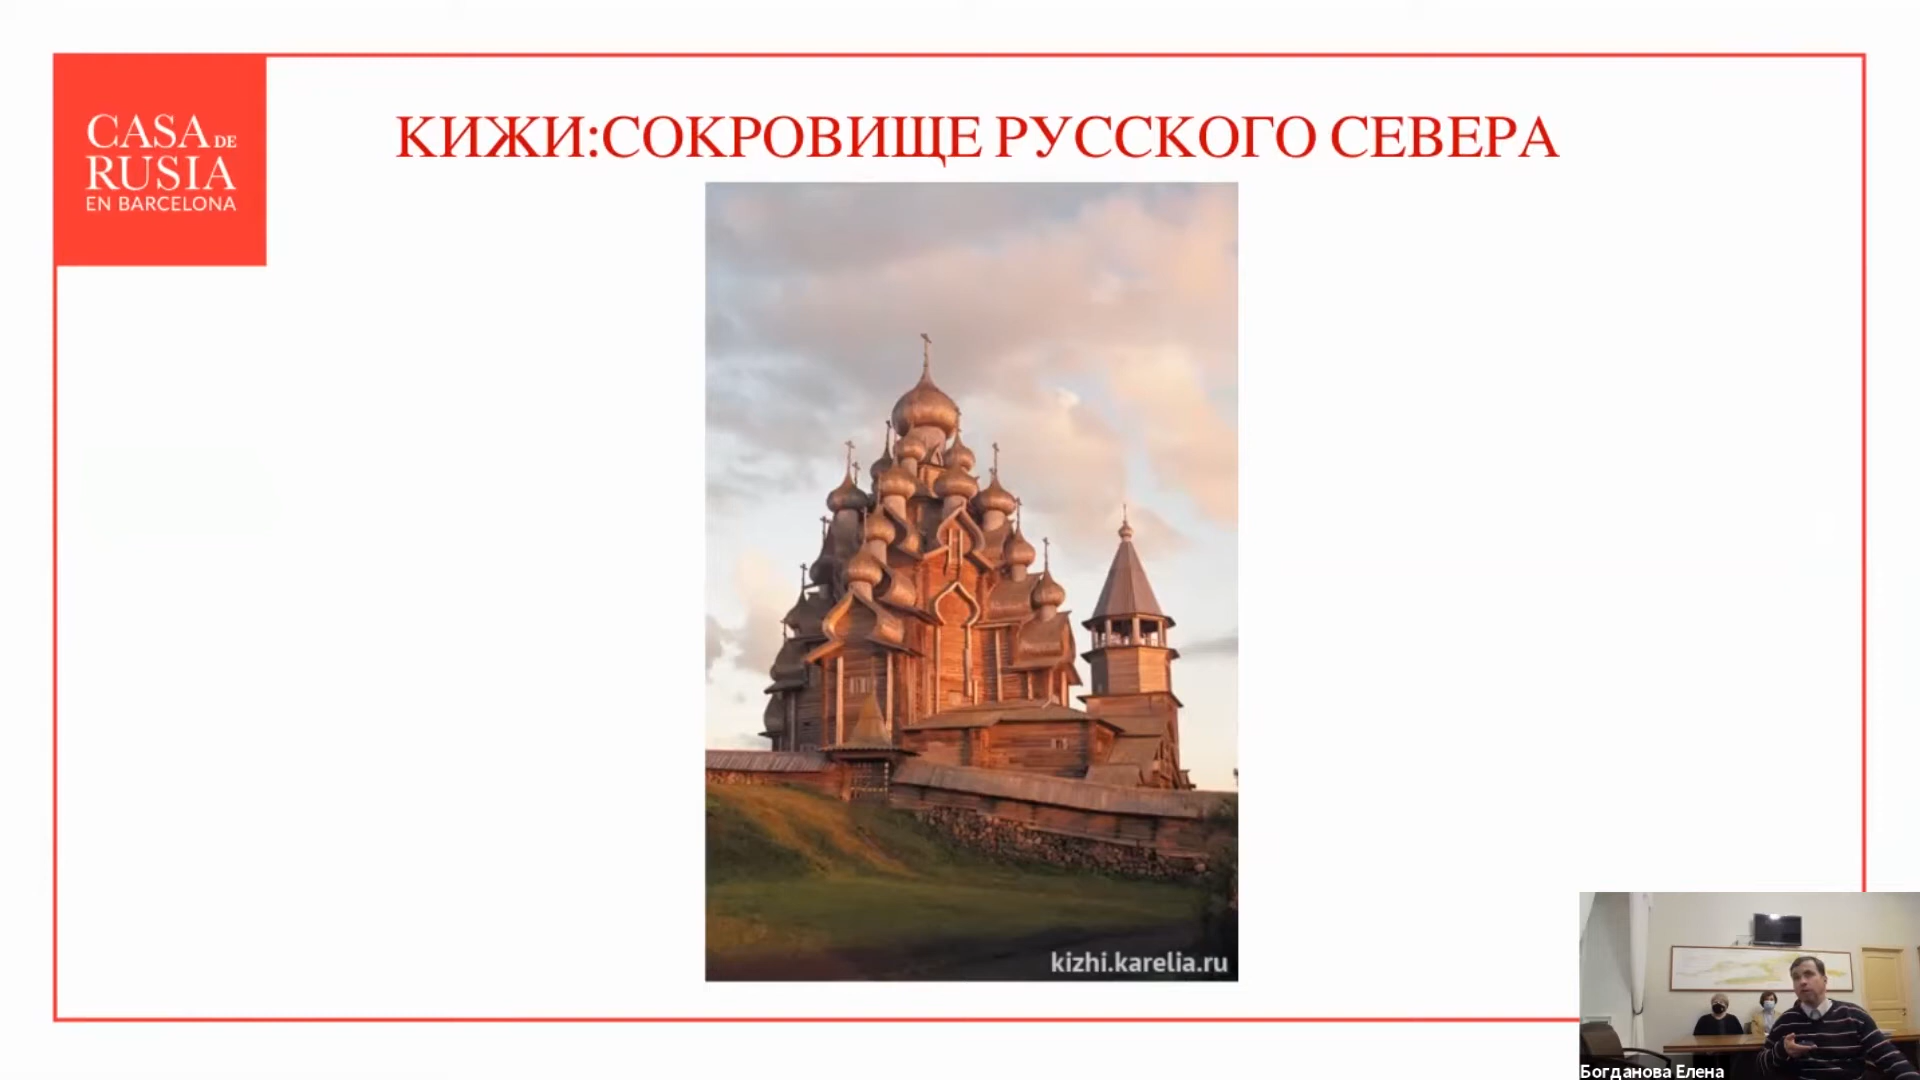 CASA DE
RUSIA
EN BARCELONA
КИЖИ:СОКРОВИЩЕ РУССКОГО СЕВЕРА
kizhi.karelia.ru
Богданова Елена